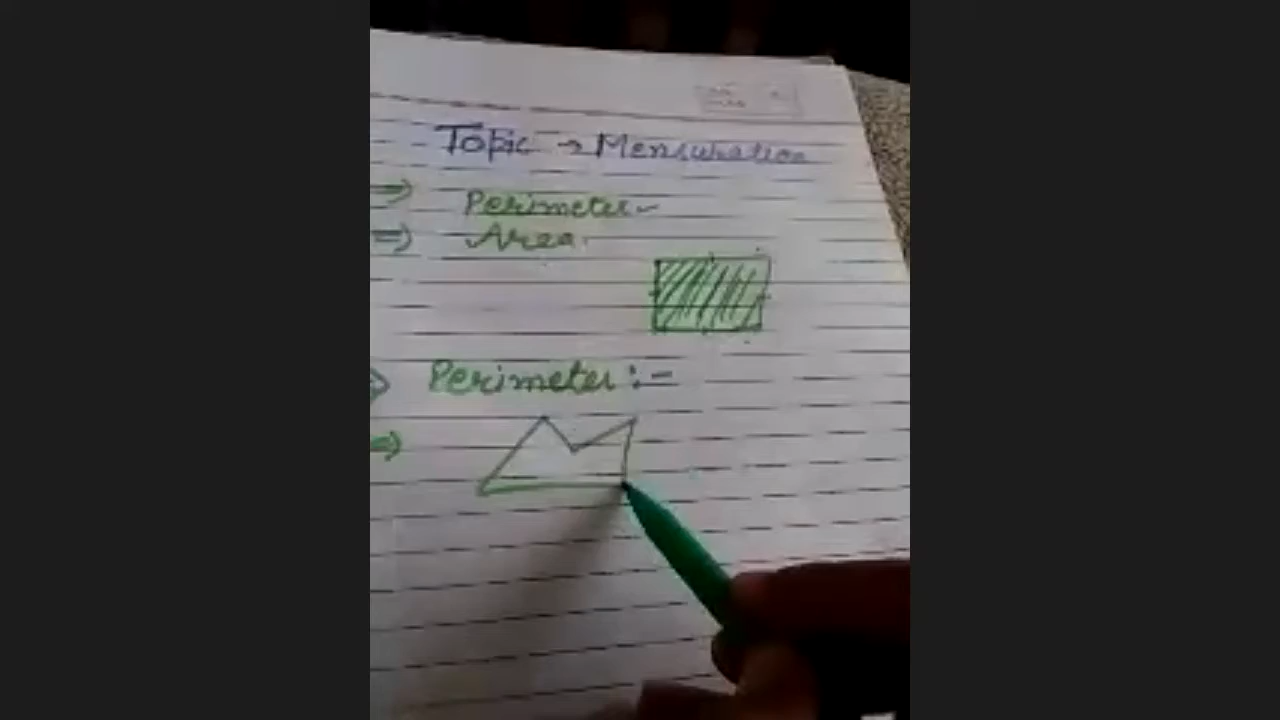 Topic → Mensuration
⇒ Perimeter -
⇒ Area.
⇒ Perimeter :-
⇒